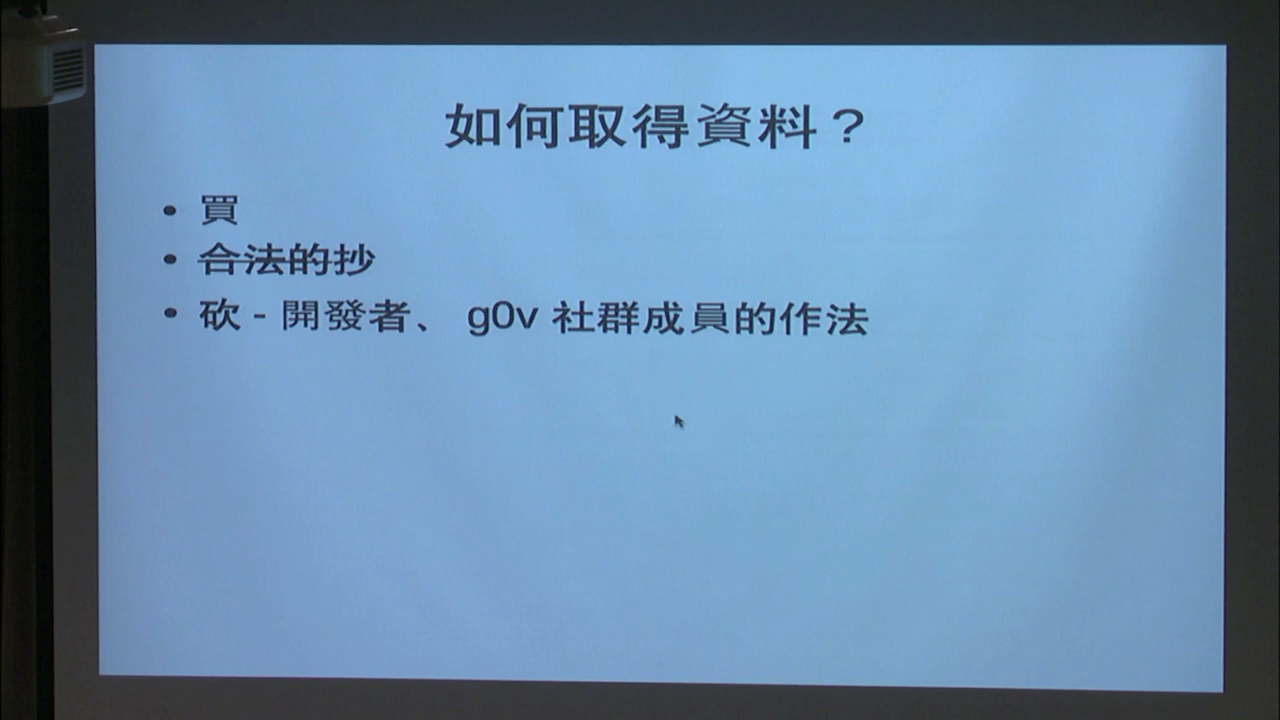 如何取得資料？
• 買
• 合法的抄
• 砍 - 開發者、 g0v 社群成員的作法